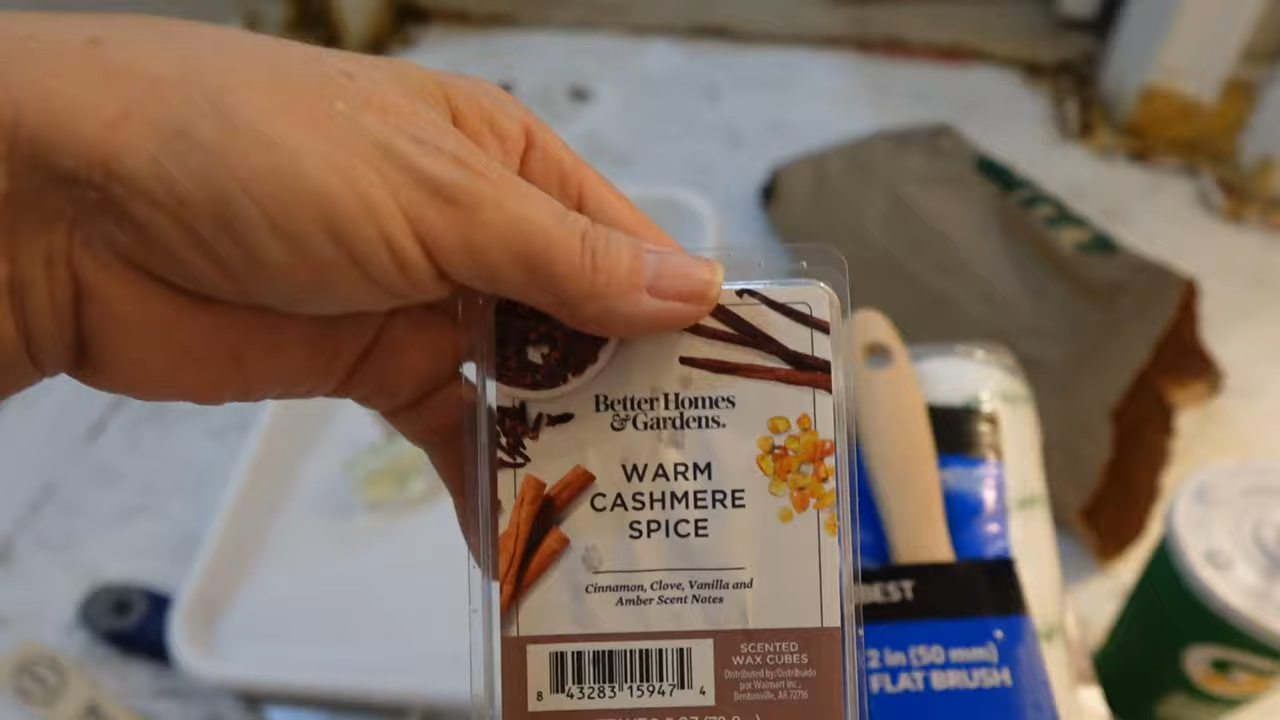 Better Homes
& Gardens.
WARM
CASHMERE
SPICE
Cinnamon, Clove, Vanilla and
Amber Scent Notes
SCENTED
WAX CUBES
Distributed by/Distribuido
por Walmart Inc.,
Bentonville, AR 72716
8 43283 15947 4
BEST
2 in (50 mm)
FLAT BRUSH